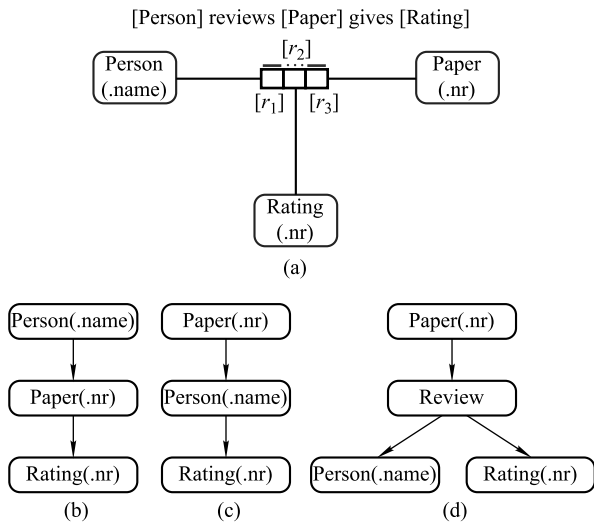 [Person] reviews [Paper] gives [Rating]
[r2]
Person
(.name)
Paper
(.nr)
[r1]
[r3]
Rating
(.nr)
(a)
Person(.name)
Paper(.nr)
Paper(.nr)
Paper(.nr)
Person(.name)
Review
Rating(.nr)
Rating(.nr)
Person(.name)
Rating(.nr)
(b)
(c)
(d)